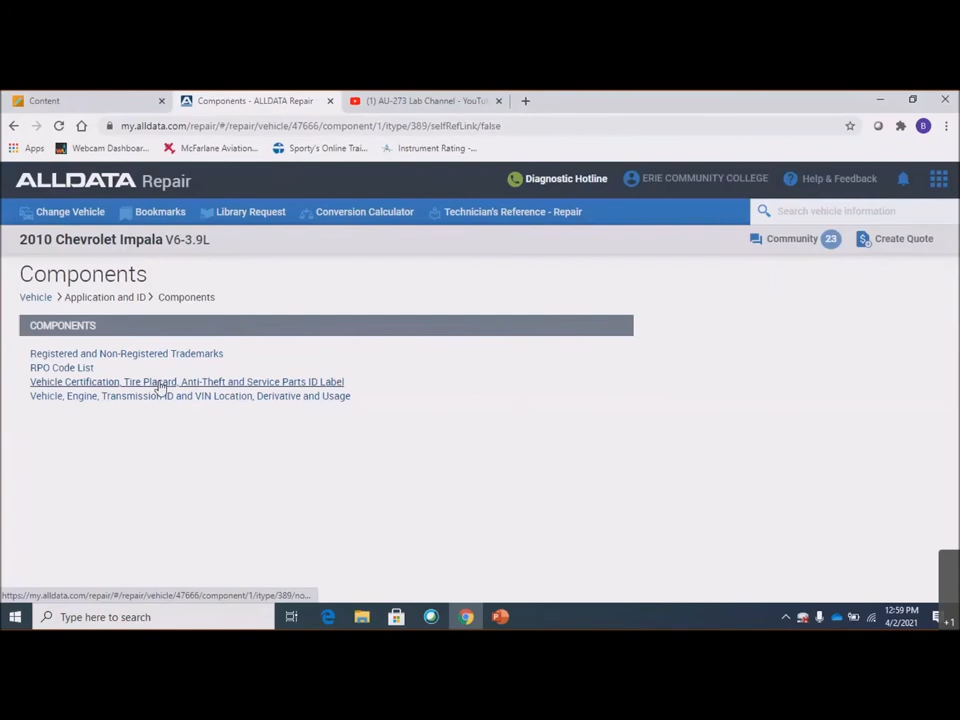 Content
Components - ALLDATA Repair
(1) AU-273 Lab Channel - YouTu
my.alldata.com/repair/#/repair/vehicle/47666/component/1/itype/389/selfRefLink/false
B
Apps
Webcam Dashboar...
McFarlane Aviation...
Sporty's Online Trai...
Instrument Rating -...
ALLDATA Repair
Diagnostic Hotline
ERIE COMMUNITY COLLEGE
Help & Feedback
Change Vehicle
Bookmarks
Library Request
Conversion Calculator
Technician's Reference - Repair
Search vehicle information
2010 Chevrolet Impala V6-3.9L
Community 23
Create Quote
Components
Vehicle > Application and ID > Components
COMPONENTS
Registered and Non-Registered Trademarks
RPO Code List
Vehicle Certification, Tire Placard, Anti-Theft and Service Parts ID Label
Vehicle, Engine, Transmission ID and VIN Location, Derivative and Usage
https://my.alldata.com/repair/#/repair/vehicle/47666/component/1/itype/389/no...
Type here to search
12:59 PM
4/2/2021
+1